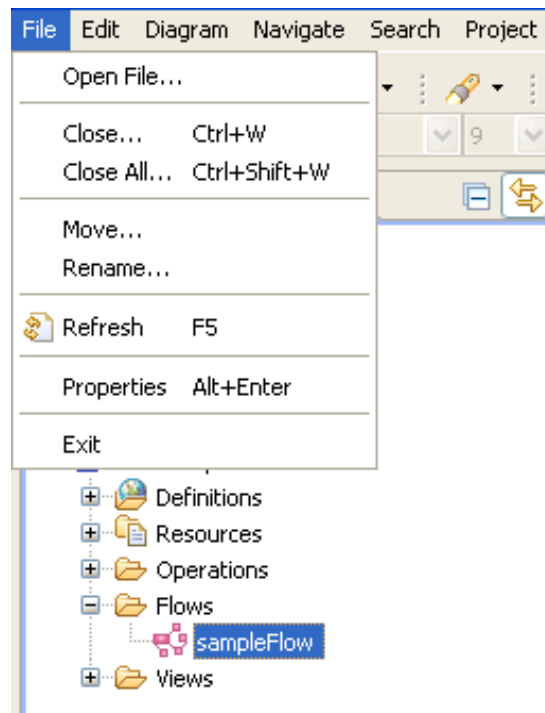 File Edit Diagram Navigate Search Project
Open File...
9
Close... Ctrl+W
Close All... Ctrl+Shift+W
Move...
Rename...
Refresh F5
Properties Alt+Enter
Exit
Definitions
Resources
Operations
Flows
sampleFlow
Views